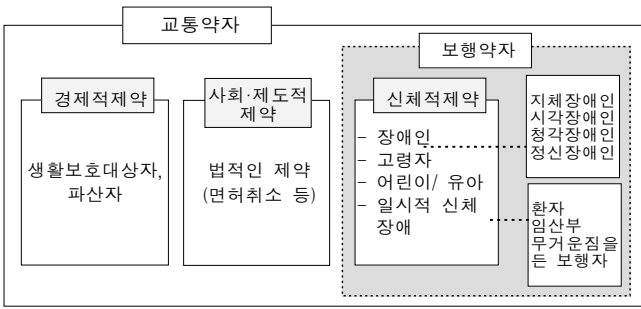 교통약자
보행약자
경제적제약
생활보호대상자,
파산자
사회·제도적
제약
법적인 제약
(면허취소 등)
신체적제약
- 장애인
- 고령자
- 어린이/ 유아
- 일시적 신체
장애
지체장애인
시각장애인
청각장애인
정신장애인
환자
임산부
무거운짐을
든 보행자